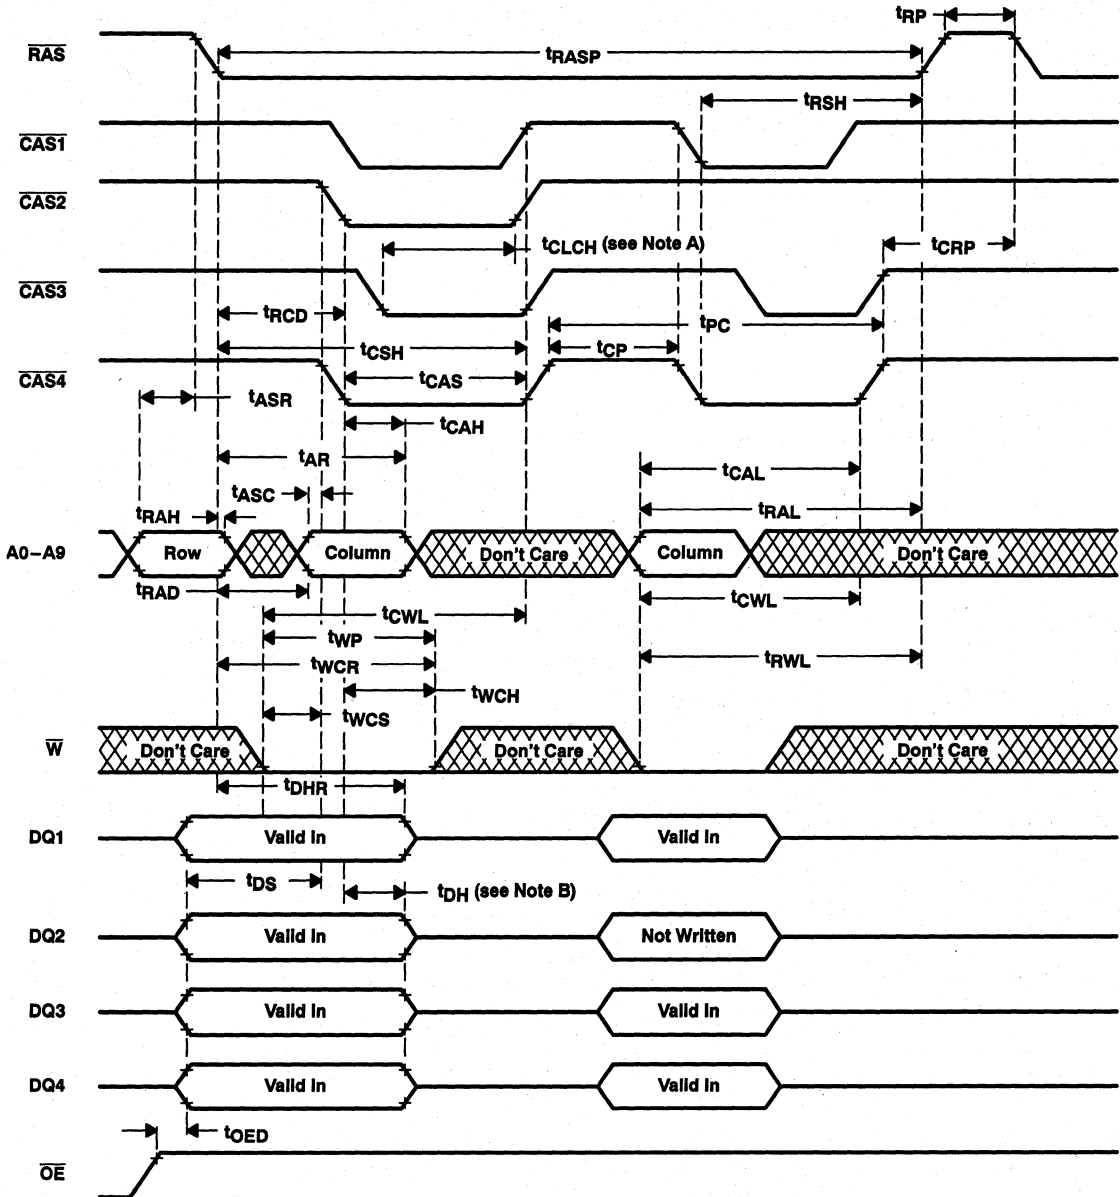 tRP
RAS
tRASP
tRSH
CAS1
CAS2
tCLCH (see Note A)
tCRP
CAS3
tRCD
tPC
tCSH
tCP
CAS4
tCAS
tASR
tCAH
tAR
tCAL
tASC
tRAH
tRAL
A0–A9 Row Column Don't Care Column Don't Care
tRAD
tCWL
tCWL
tWP
tWCR
tRWL
tWCH
tWCS
W Don't Care Don't Care Don't Care
tDHR
DQ1 Valid In Valid In
tDS
tDH (see Note B)
DQ2 Valid In Not Written
DQ3 Valid In Valid In
DQ4 Valid In Valid In
tOED
OE